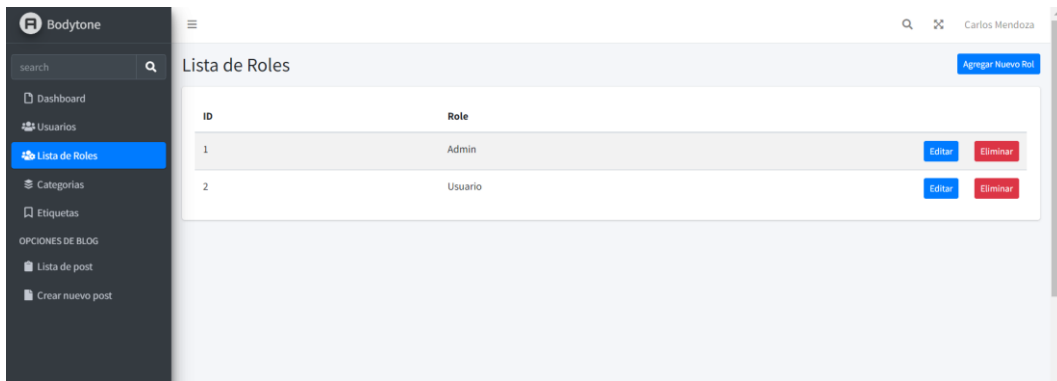 Bodytone
search
Dashboard
Usuarios
Lista de Roles
Categorias
Etiquetas
OPCIONES DE BLOG
Lista de post
Crear nuevo post
Carlos Mendoza
Lista de Roles
Agregar Nuevo Rol
ID Role
1 Admin Editar Eliminar
2 Usuario Editar Eliminar